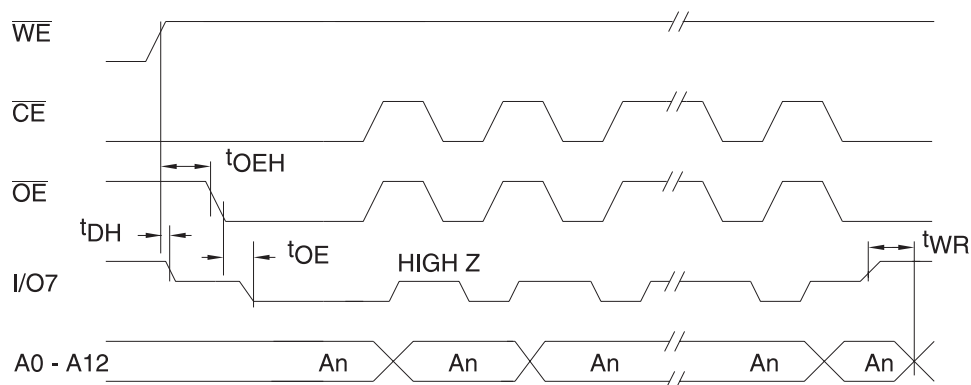 WE
CE
tOEH
OE
tDH
tOE
tWR
HIGH Z
I/O7
A0 - A12
An
An
An
An
An